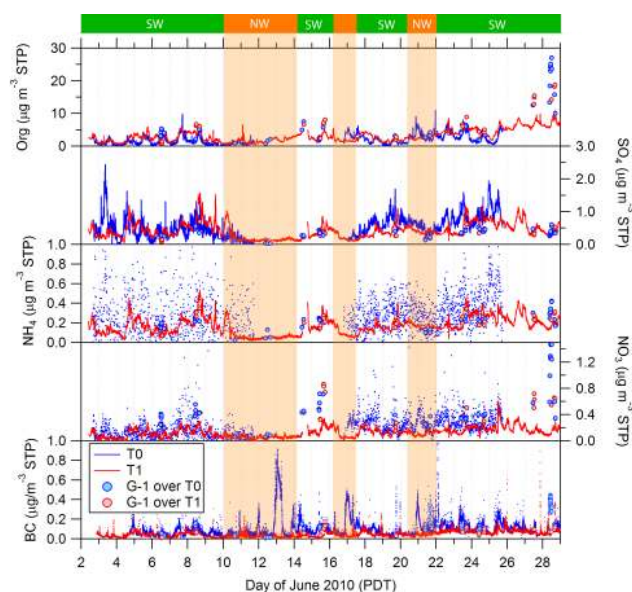 SW NW SW SW NW SW
30
20
10
0
Org (µg m-3 STP)
3.0
2.0
1.0
0.0
SO4 (µg m-3 STP)
1.0
0.8
0.6
0.4
0.2
0.0
NH4 (µg m-3 STP)
1.2
0.8
0.4
0.0
NO3 (µg m-3 STP)
1.0
0.8
0.6
0.4
0.2
0.0
BC (µg/m-3 STP)
T0
T1
G-1 over T0
G-1 over T1
2 4 6 8 10 12 14 16 18 20 22 24 26 28
Day of June 2010 (PDT)